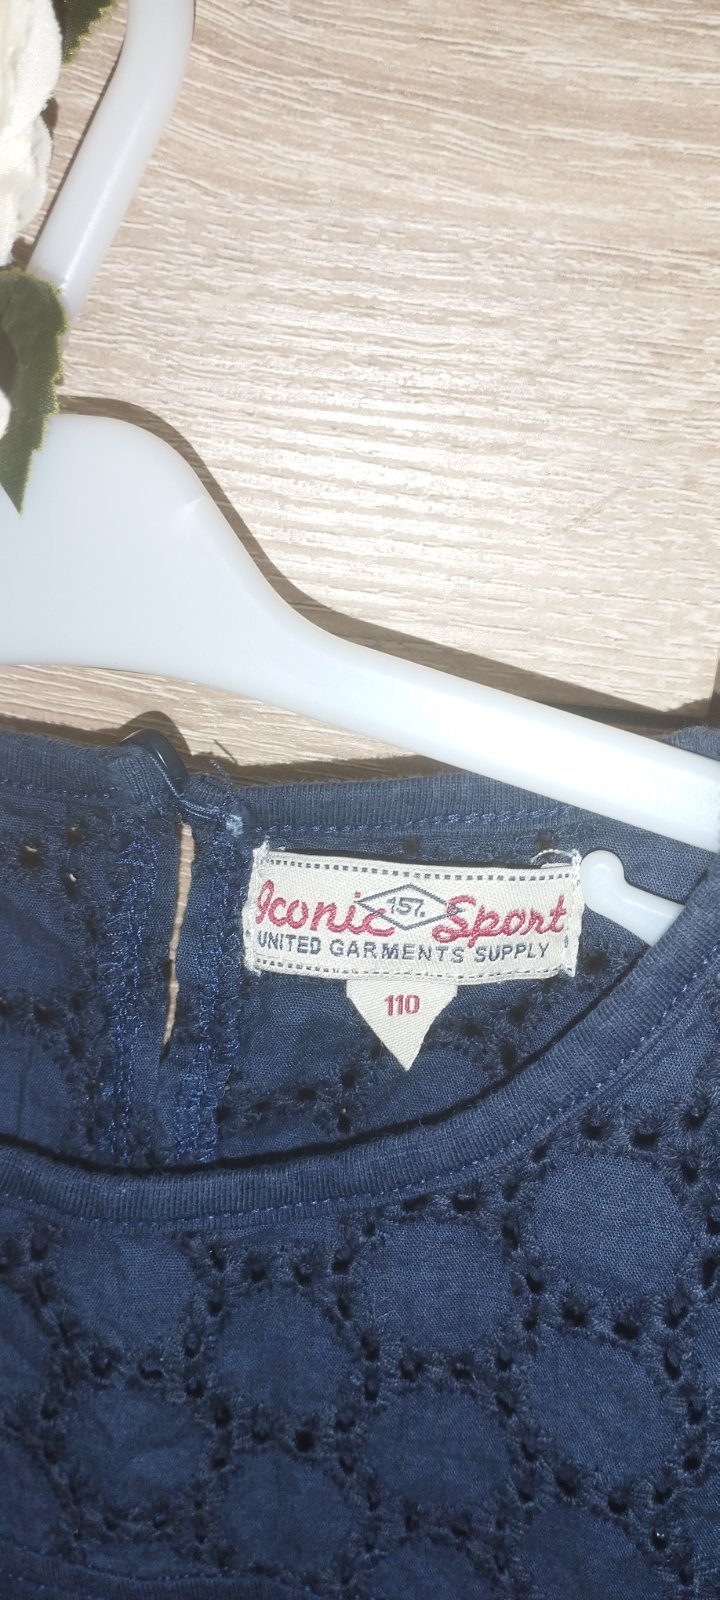 Iconic 157. Sport
UNITED GARMENTS SUPPLY
110